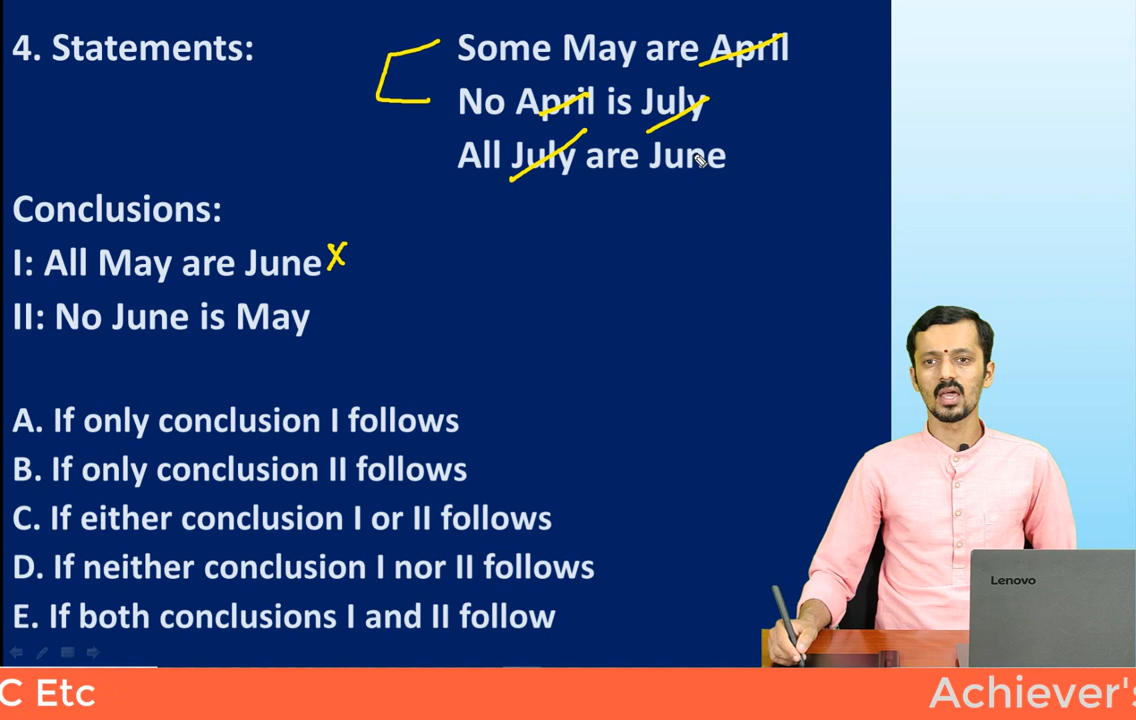 4. Statements:
Some May are April
No April is July
All July are June
Conclusions:
I: All May are June X
II: No June is May
A. If only conclusion I follows
B. If only conclusion II follows
C. If either conclusion I or II follows
D. If neither conclusion I nor II follows
E. If both conclusions I and II follow
Lenovo
C Etc
Achiever's